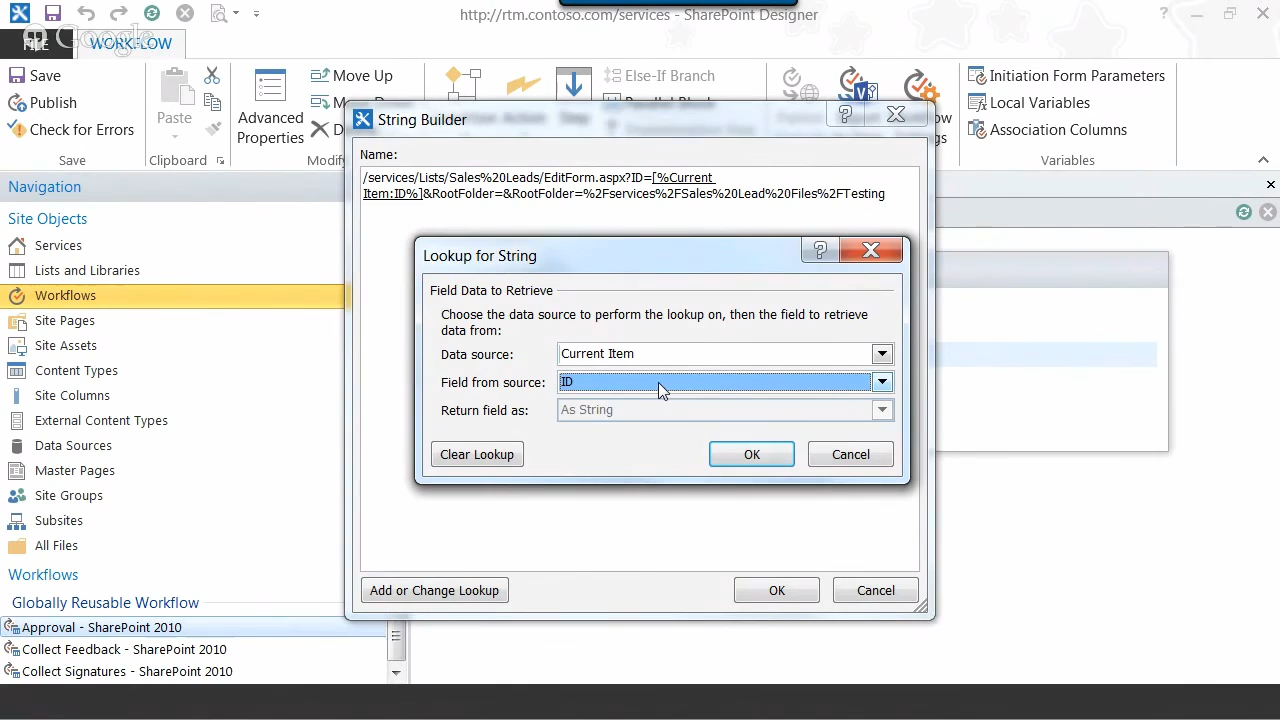 http://rtm.contoso.com/services - SharePoint Designer
?
Google
FILE
WORKFLOW
Save
Publish
Check for Errors
Save
Paste
Clipboard
Advanced
Properties
Move Up
Else-If Branch
Initiation Form Parameters
Local Variables
Association Columns
Variables
String Builder
?
Name:
/services/Lists/Sales%20Leads/EditForm.aspx?ID=[%Current
Item:ID%]&RootFolder=&RootFolder=%2Fservices%2FSales%20Lead%20Files%2FTesting
Lookup for String
?
Field Data to Retrieve
Choose the data source to perform the lookup on, then the field to retrieve
data from:
Data source:
Current Item
Field from source:
ID
Return field as:
As String
Clear Lookup
OK
Cancel
Add or Change Lookup
OK
Cancel
Navigation
Site Objects
Services
Lists and Libraries
Workflows
Site Pages
Site Assets
Content Types
Site Columns
External Content Types
Data Sources
Master Pages
Site Groups
Subsites
All Files
Workflows
Globally Reusable Workflow
Approval - SharePoint 2010
Collect Feedback - SharePoint 2010
Collect Signatures - SharePoint 2010